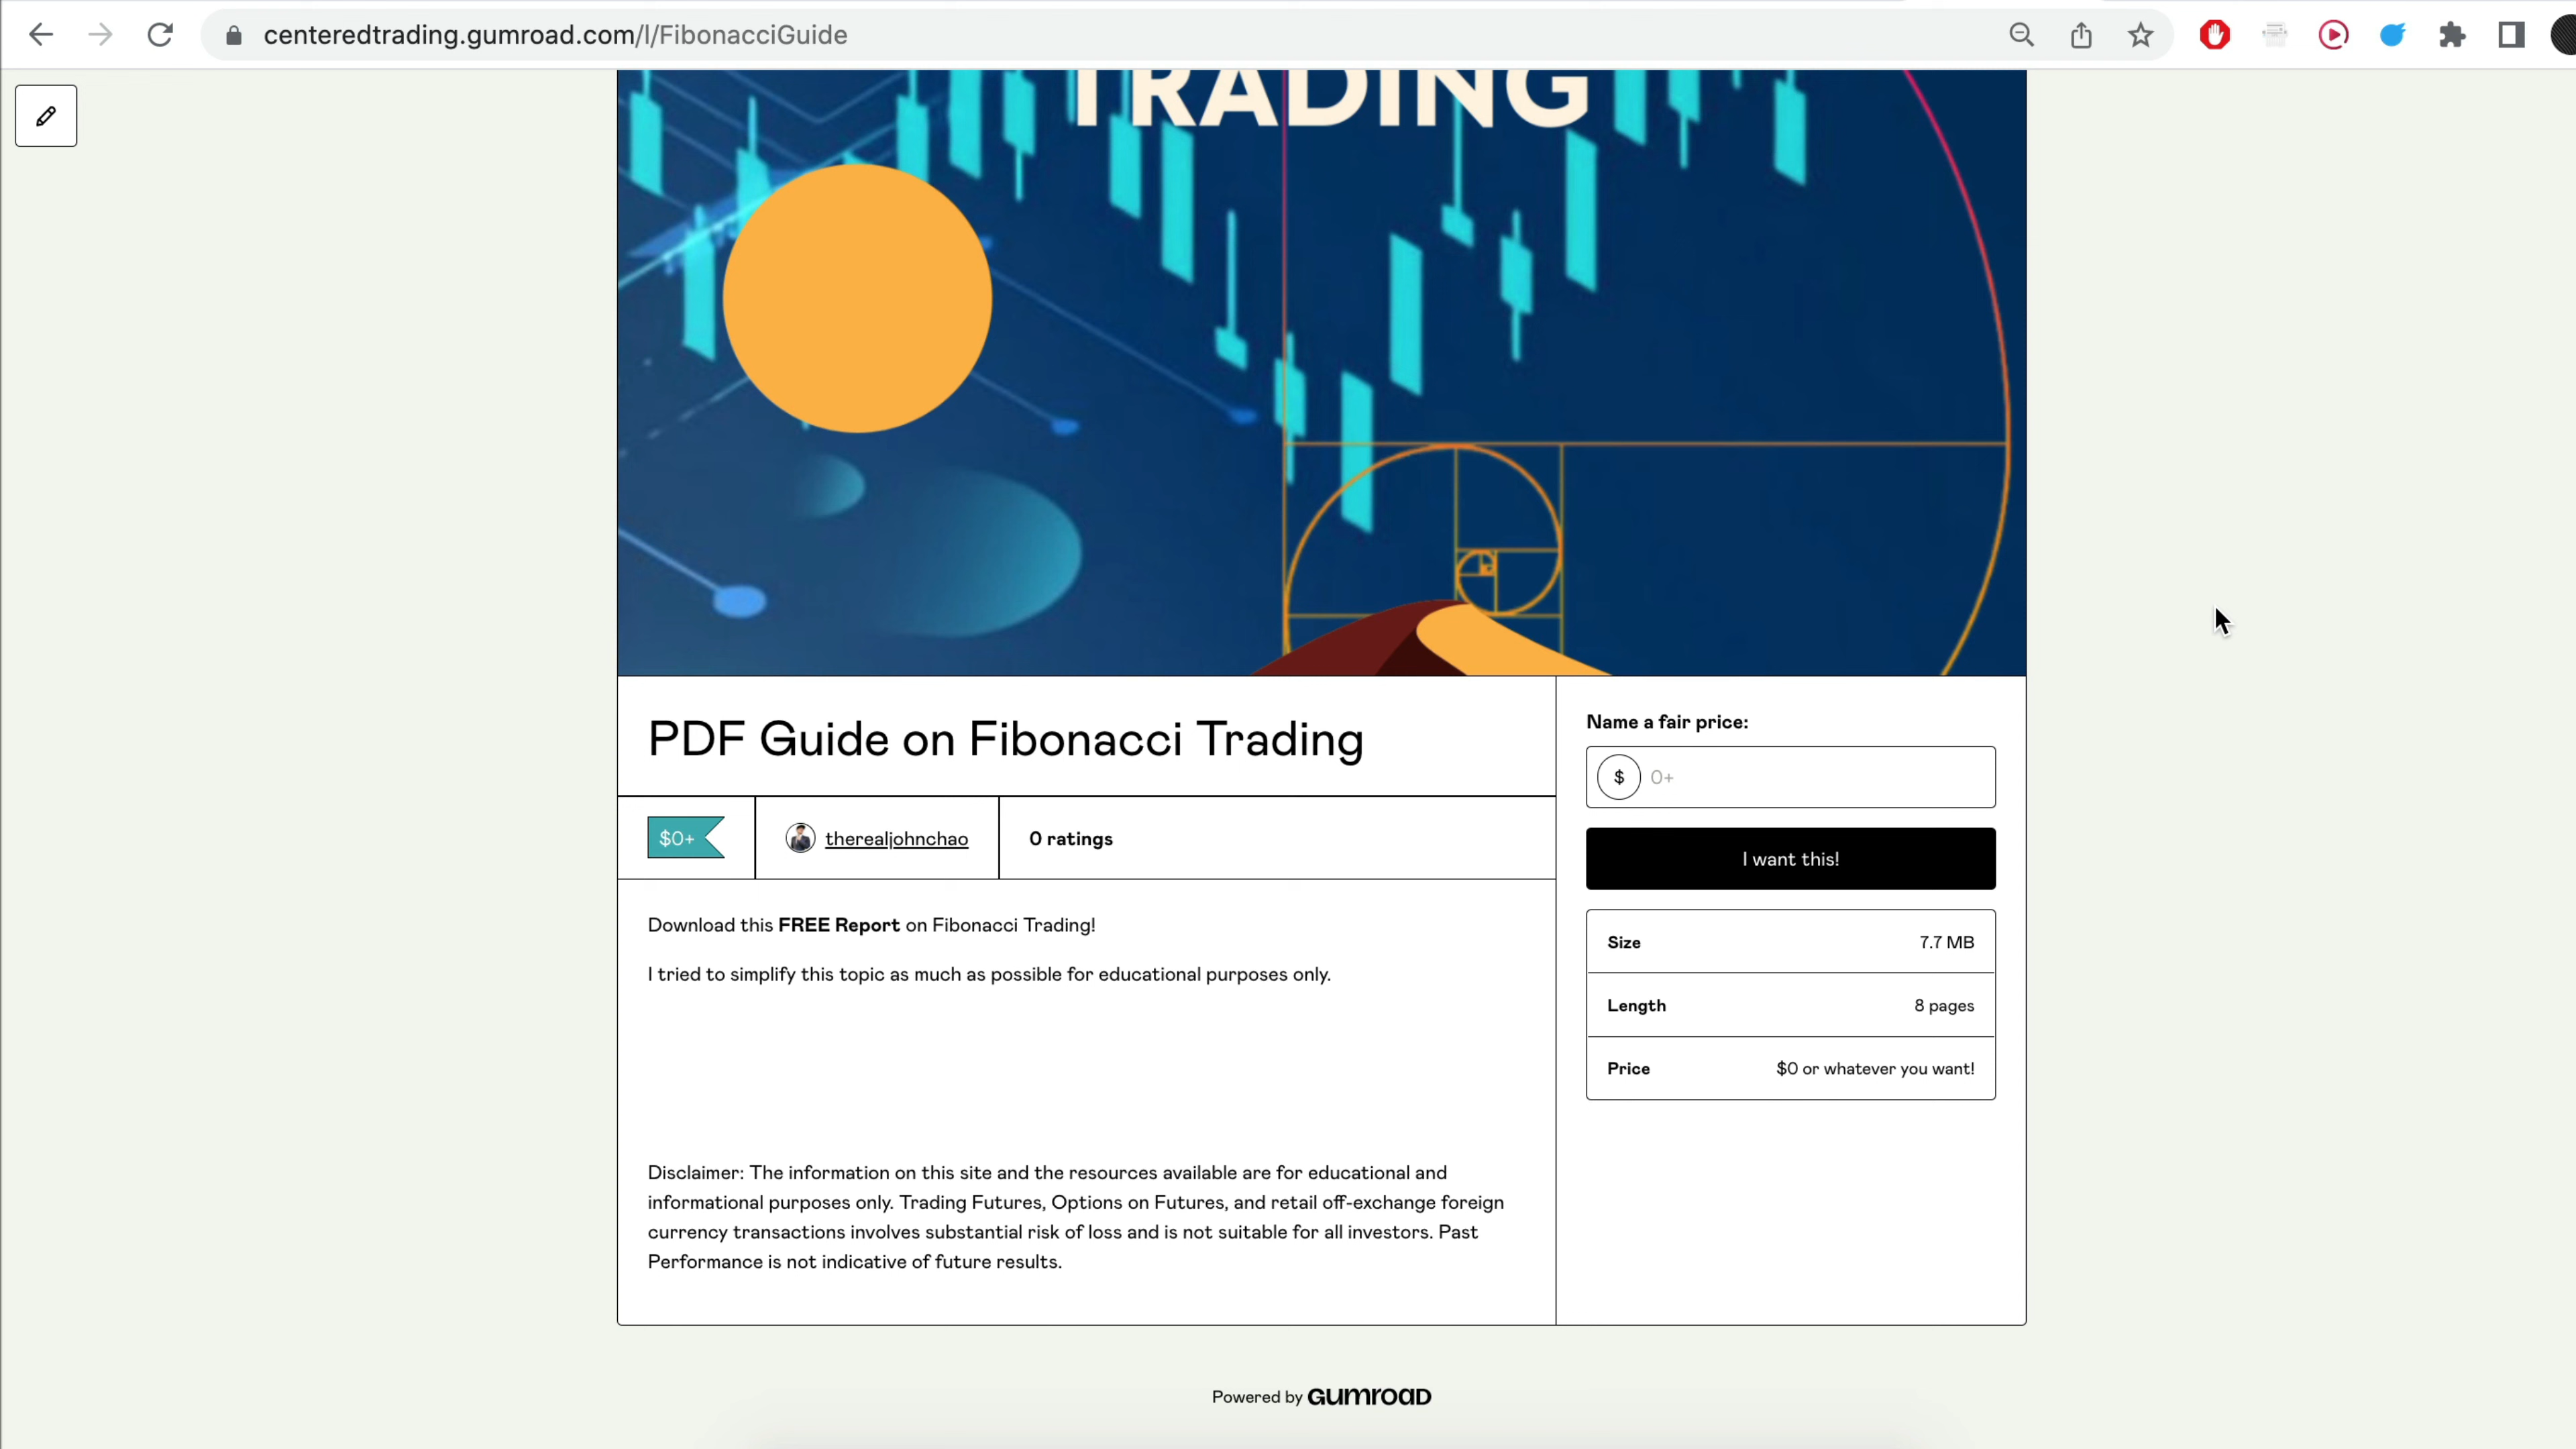 centeredtrading.gumroad.com/l/FibonacciGuide
TRADING
PDF Guide on Fibonacci Trading
$0+
therealjohnchao
0 ratings
Download this FREE Report on Fibonacci Trading!
I tried to simplify this topic as much as possible for educational purposes only.
Disclaimer: The information on this site and the resources available are for educational and
informational purposes only. Trading Futures, Options on Futures, and retail off-exchange foreign
currency transactions involves substantial risk of loss and is not suitable for all investors. Past
Performance is not indicative of future results.
Name a fair price:
$ 0+
I want this!
Size 7.7 MB
Length 8 pages
Price $0 or whatever you want!
Powered by GUMROAD